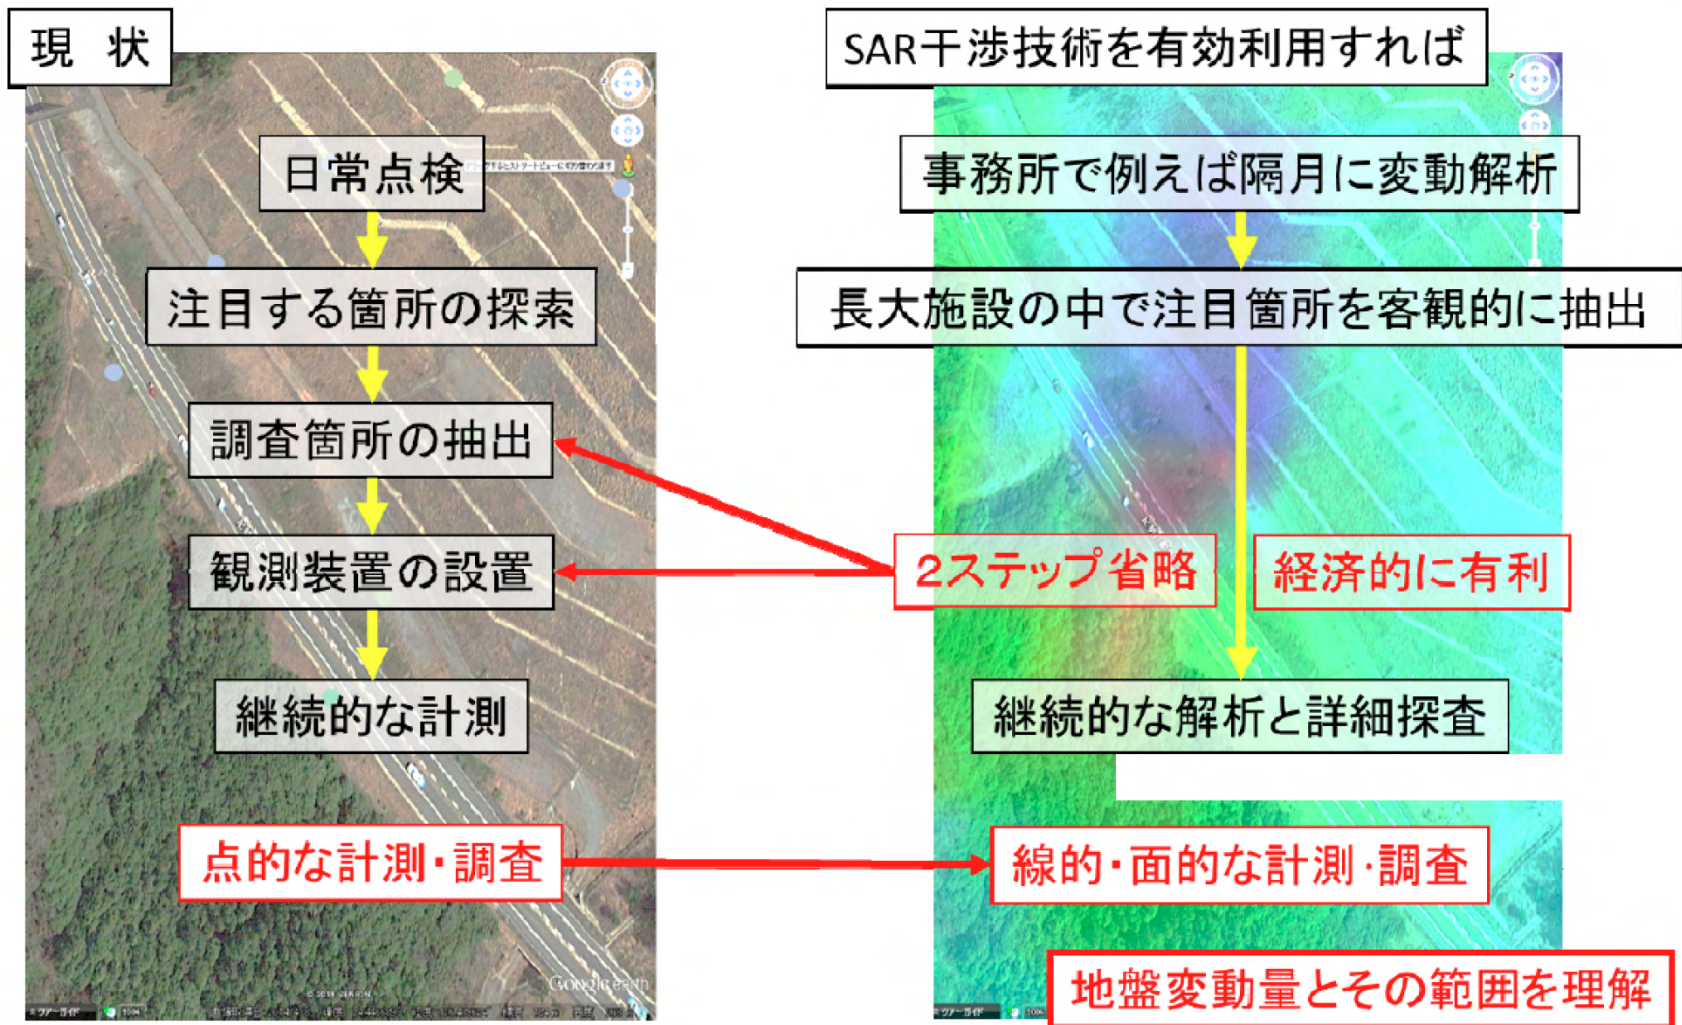 現 状
日常点検
注目する箇所の探索
調査箇所の抽出
観測装置の設置
継続的な計測
点的な計測・調査
Google earth
SAR干渉技術を有効利用すれば
事務所で例えば隔月に変動解析
長大施設の中で注目箇所を客観的に抽出
2ステップ省略
経済的に有利
継続的な解析と詳細探査
線的・面的な計測・調査
地盤変動量とその範囲を理解